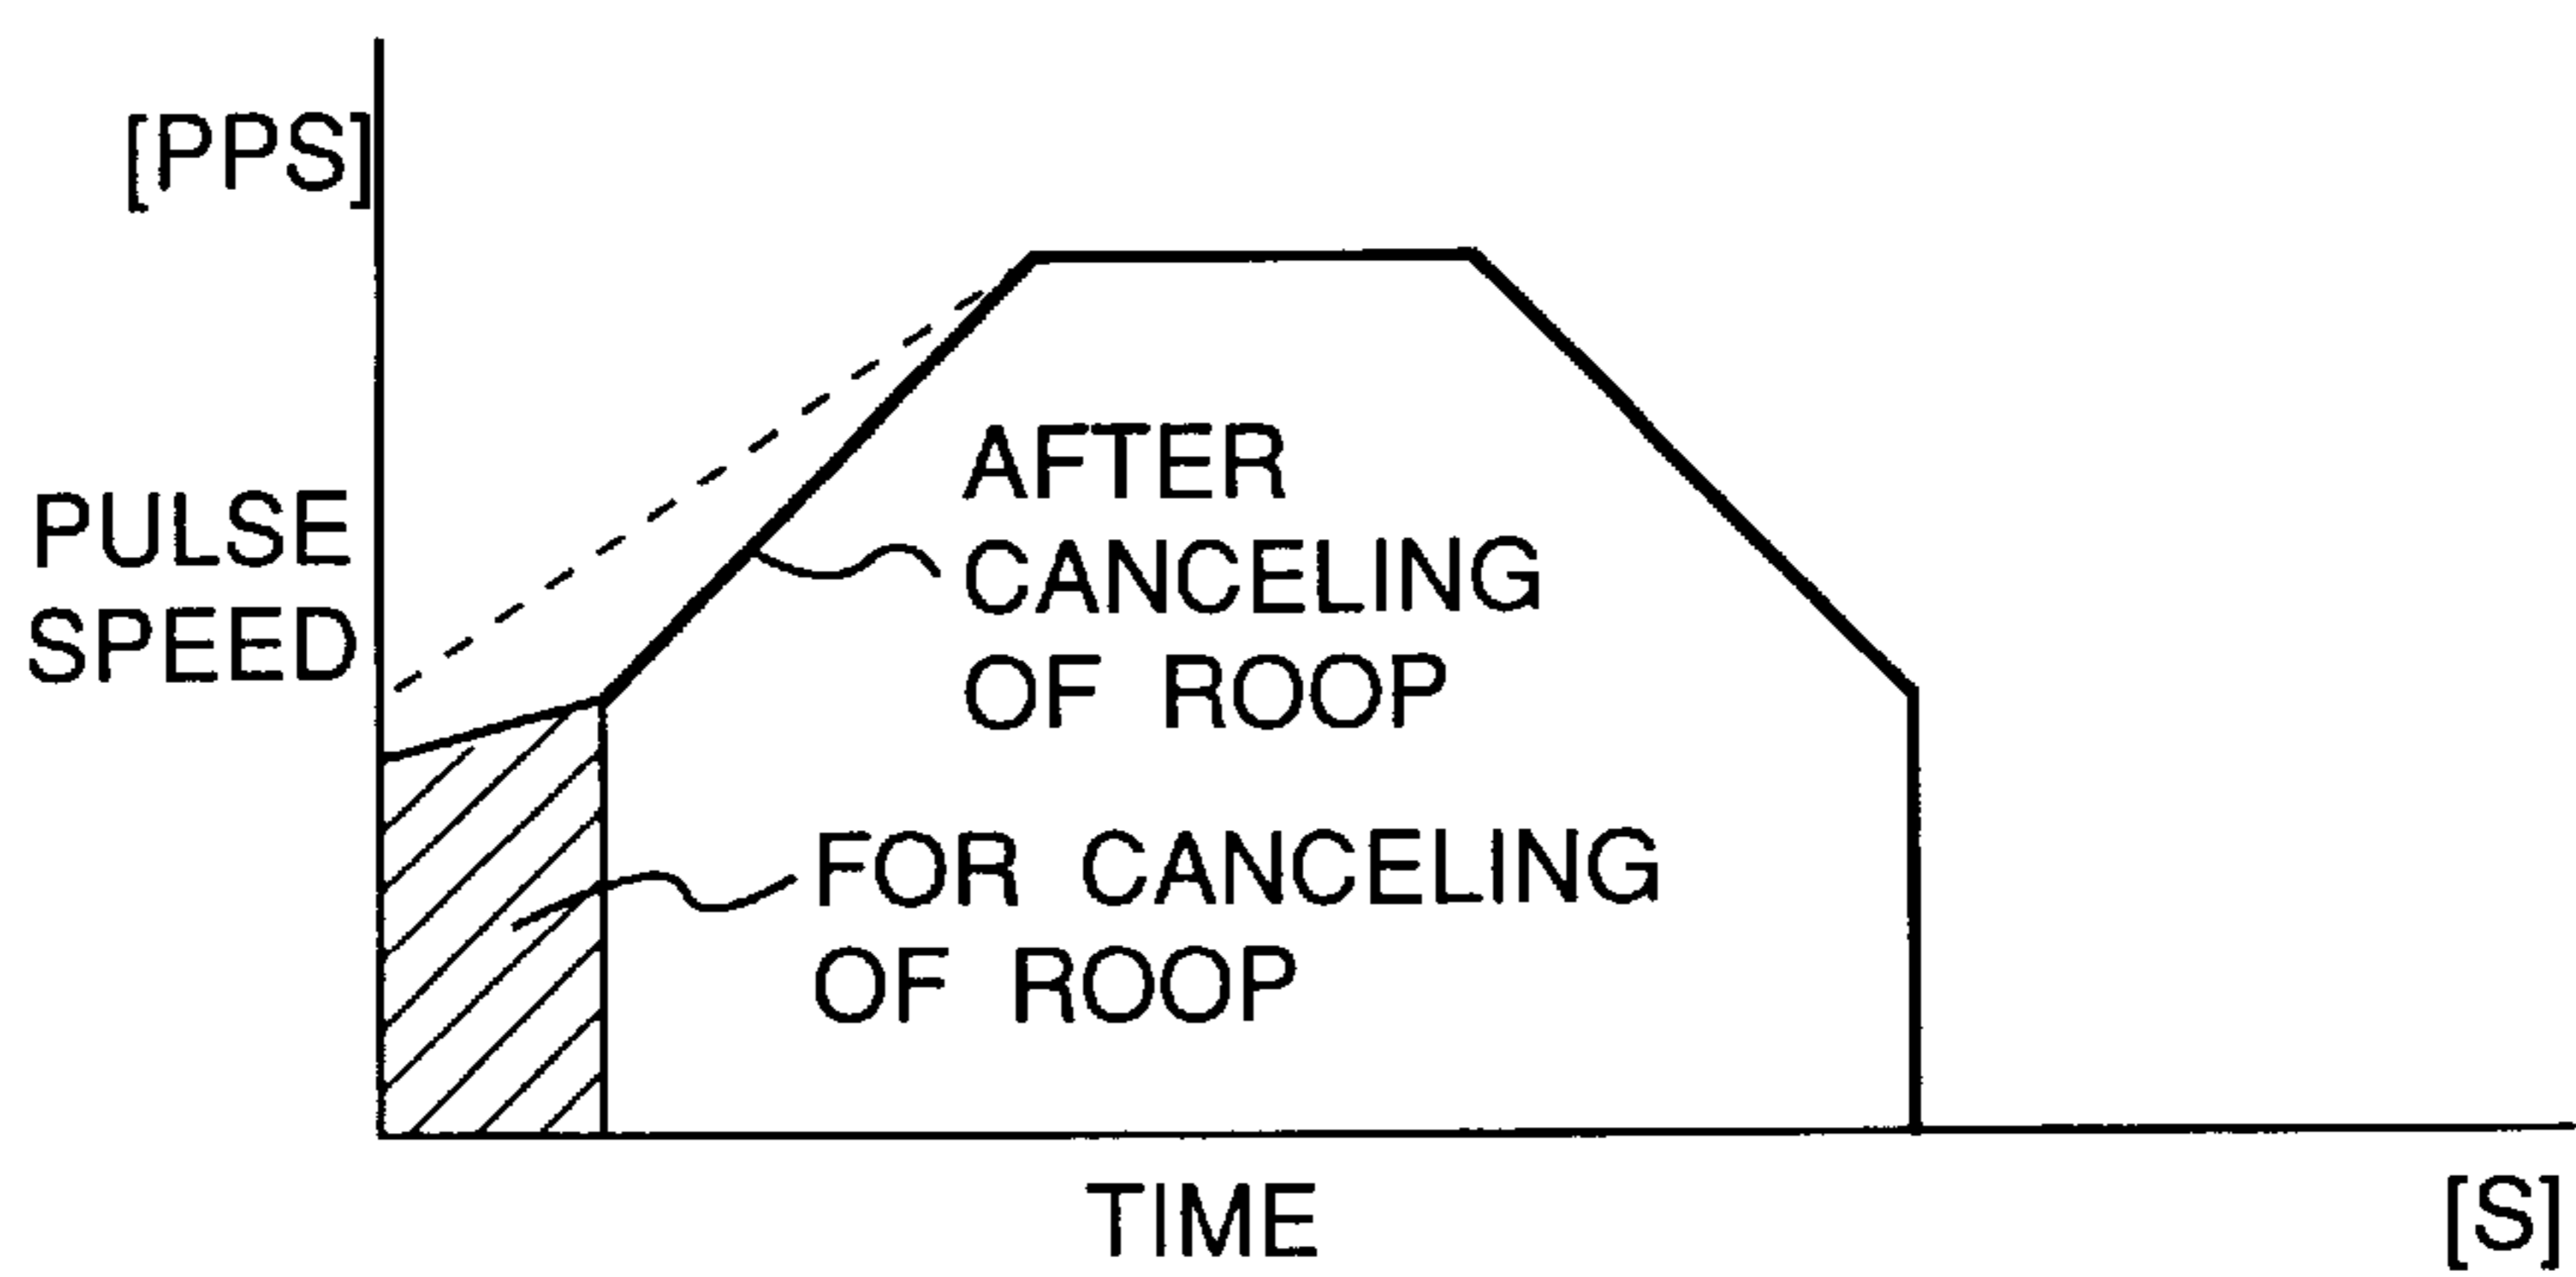 [PPS]
PULSE
SPEED
AFTER
CANCELING
OF ROOP
FOR CANCELING
OF ROOP
TIME
[S]